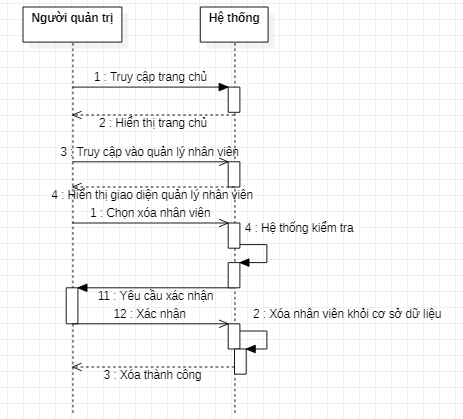 Người quản trị
Hệ thống
1 : Truy cập trang chủ
2 : Hiển thị trang chủ
3 : Truy cập vào quản lý nhân viên
4 : Hiển thị giao diện quản lý nhân viên
1 : Chọn xóa nhân viên
4 : Hệ thống kiểm tra
11 : Yêu cầu xác nhận
12 : Xác nhận
2 : Xóa nhân viên khỏi cơ sở dữ liệu
3 : Xóa thành công